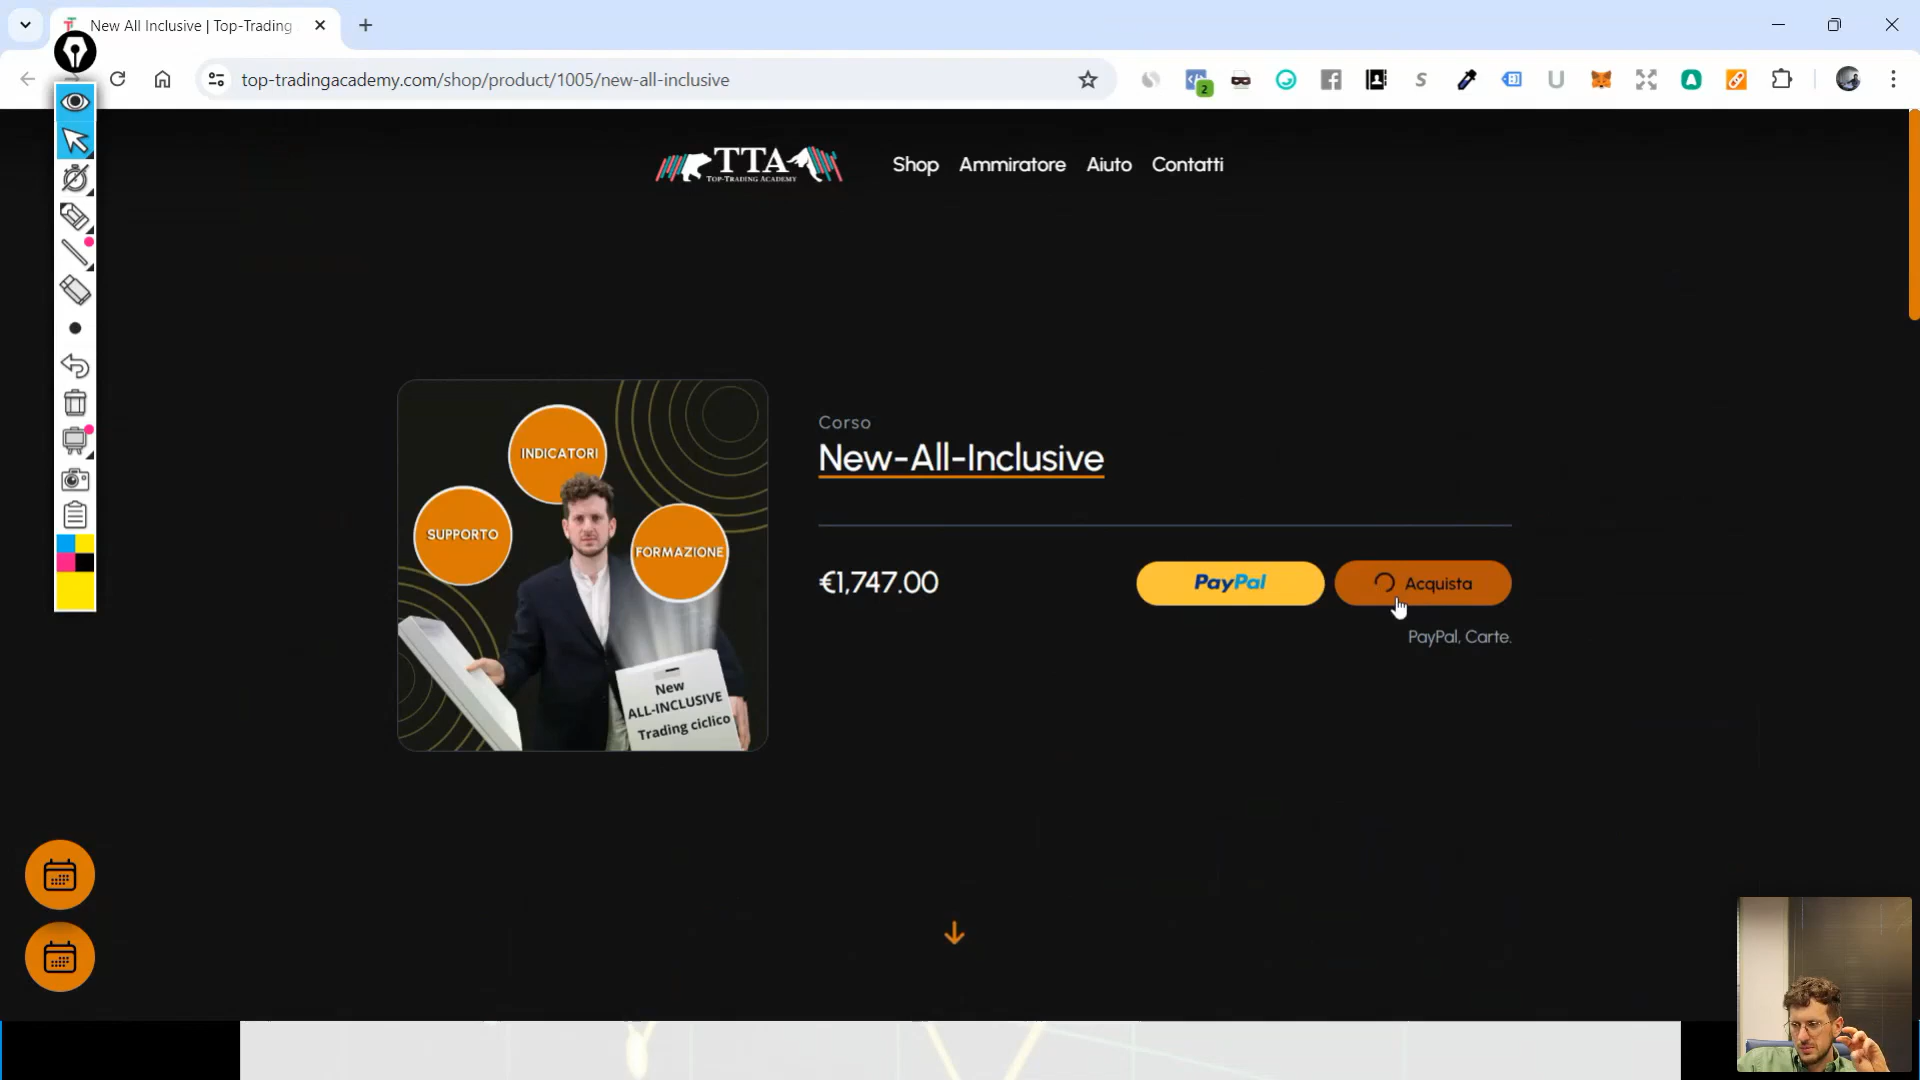 New All Inclusive | Top-Trading
top-tradingacademy.com/shop/product/1005/new-all-inclusive
2
TTA
TOP-TRADING ACADEMY
Shop Ammiratore Aiuto Contatti
INDICATORI
SUPPORTO
FORMAZIONE
New
ALL-INCLUSIVE
Trading ciclico
Corso
New-All-Inclusive
€1,747.00
PayPal
Acquista
PayPal, Carte.